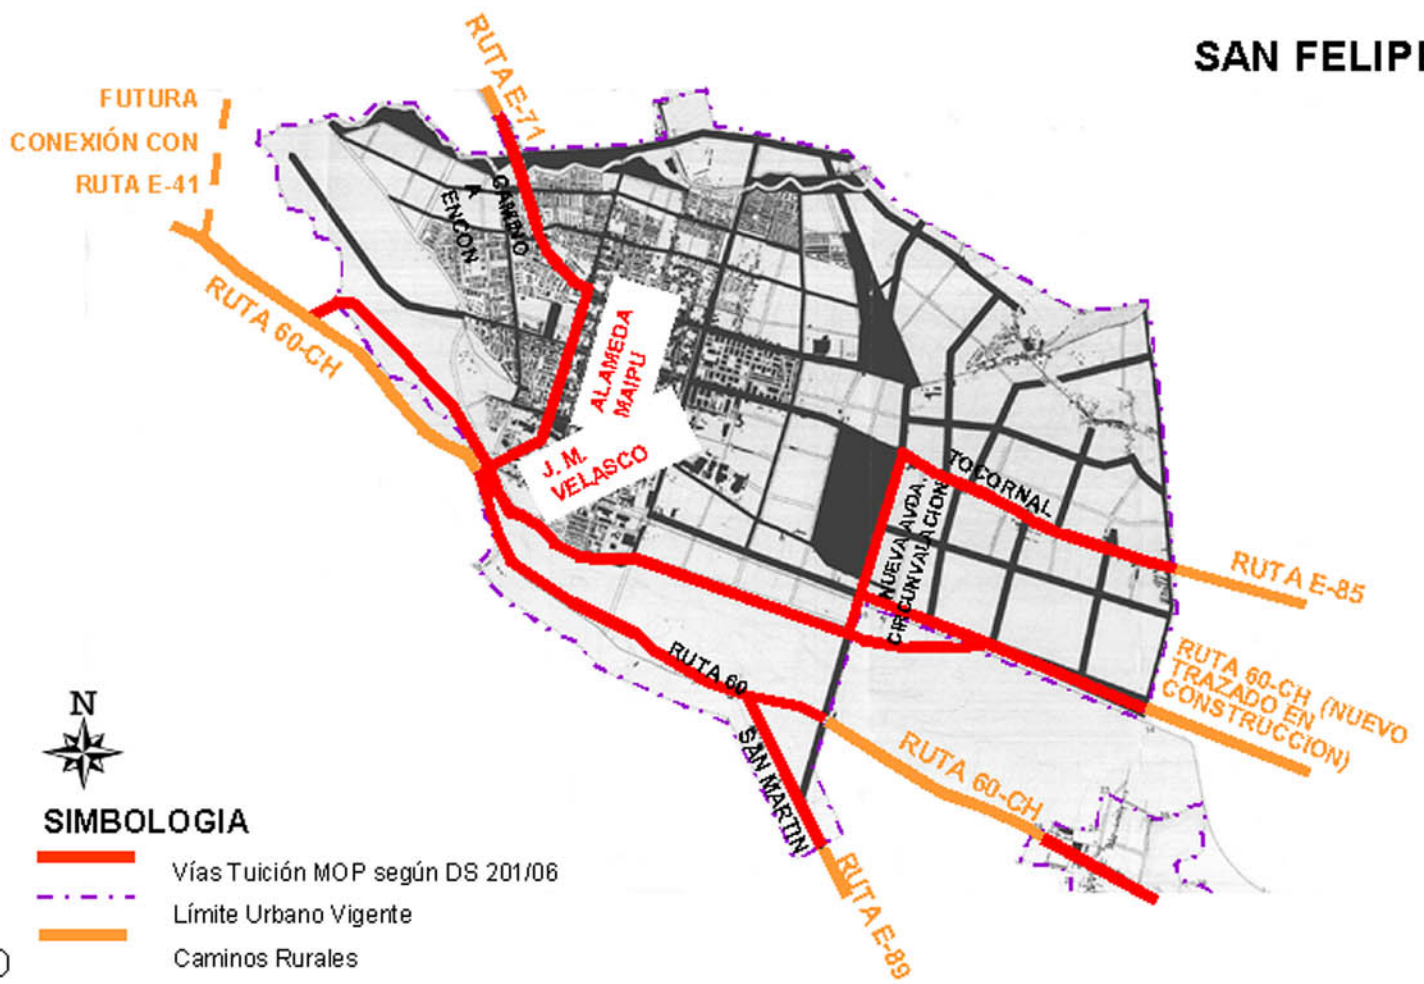 SAN FELIPE
RUTA E-71
FUTURA
CONEXIÓN CON
RUTA E-41
CAMINO
A
ENCON
RUTA 60-CH
ALAMEDA
MAIPU
J. M.
VELASCO
TOCORNAL
NUEVA AVDA.
CIRCUNVALACION
RUTA E-85
RUTA 60
RUTA 60-CH (NUEVO
TRAZADO EN
CONSTRUCCION)
RUTA 60-CH
SAN MARTIN
RUTA E-89
N
SIMBOLOGIA
Vías Tuición MOP según DS 201/06
Límite Urbano Vigente
Caminos Rurales